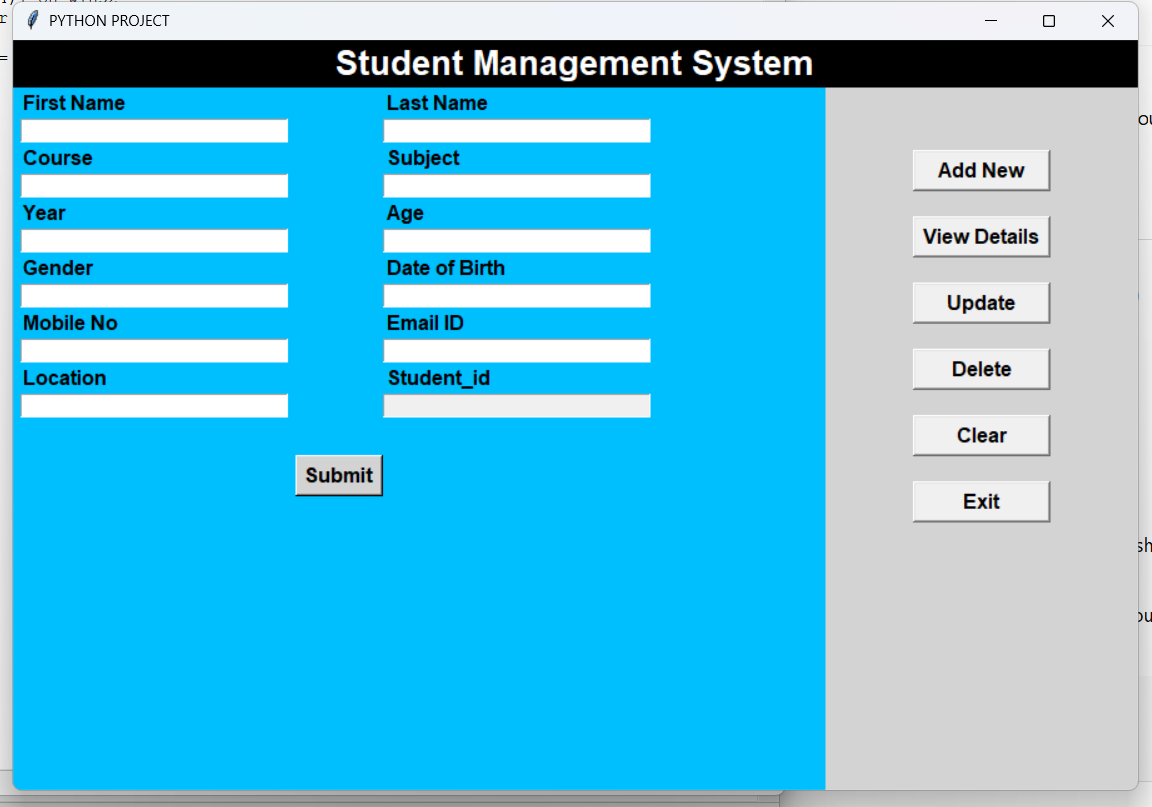 PYTHON PROJECT
Student Management System
First Name Last Name
Course Subject
Year Age
Gender Date of Birth
Mobile No Email ID
Location Student_id
Submit
Add New
View Details
Update
Delete
Clear
Exit